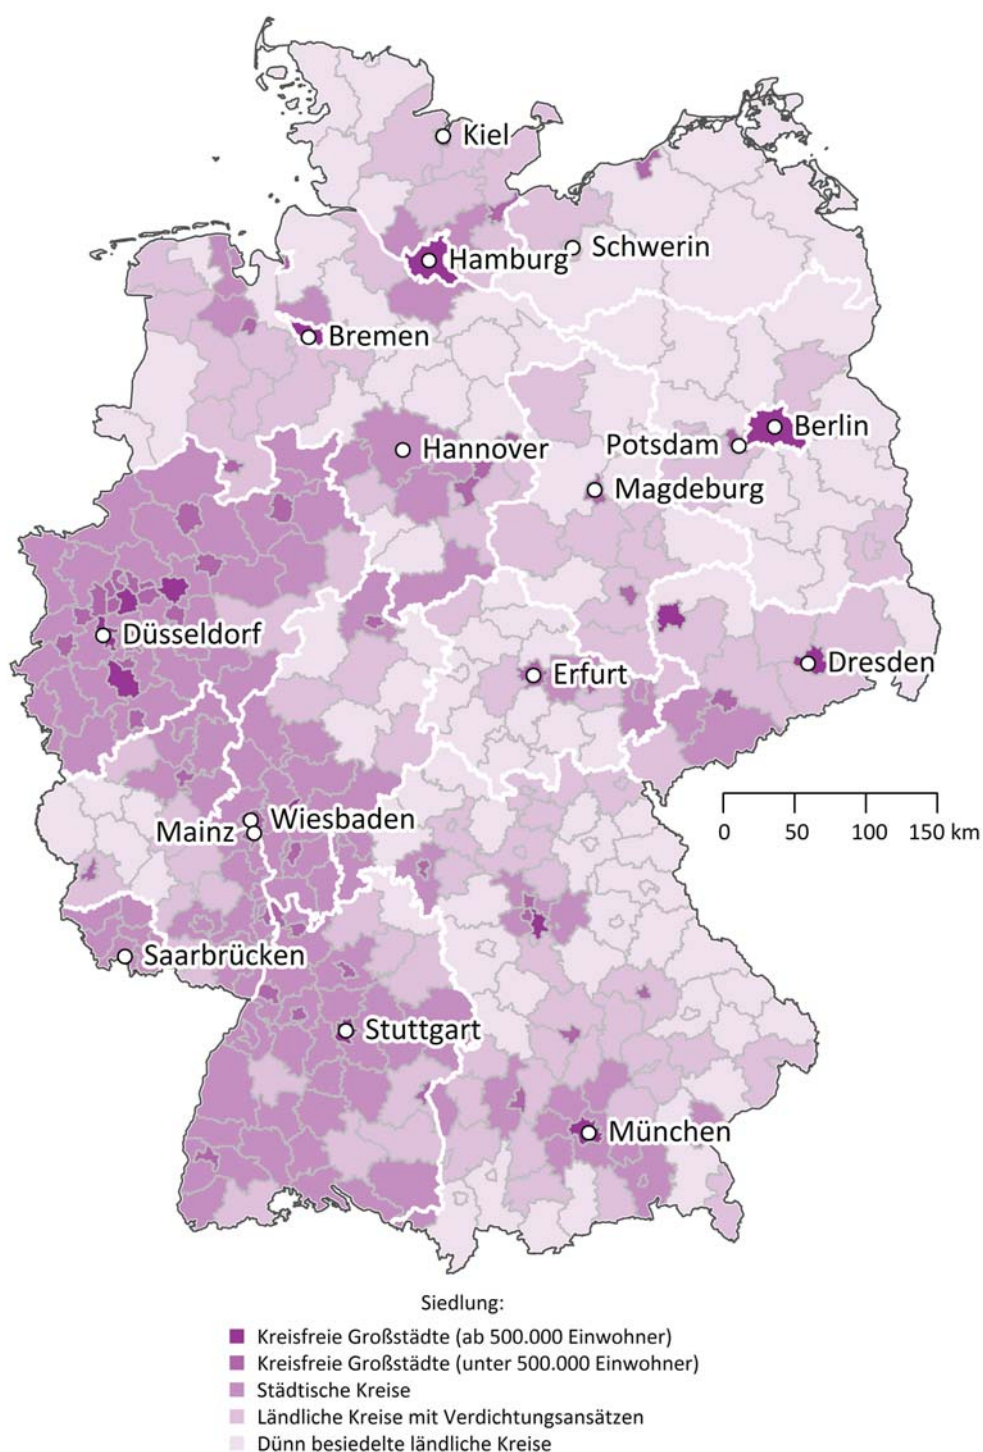 Kiel
Schwerin
Hamburg
Bremen
Berlin
Potsdam
Hannover
Magdeburg
Düsseldorf
Dresden
Erfurt
0 50 100 150 km
Wiesbaden
Mainz
Saarbrücken
Stuttgart
München
Siedlung:
Kreisfreie Großstädte (ab 500.000 Einwohner)
Kreisfreie Großstädte (unter 500.000 Einwohner)
Städtische Kreise
Ländliche Kreise mit Verdichtungsansätzen
Dünn besiedelte ländliche Kreise